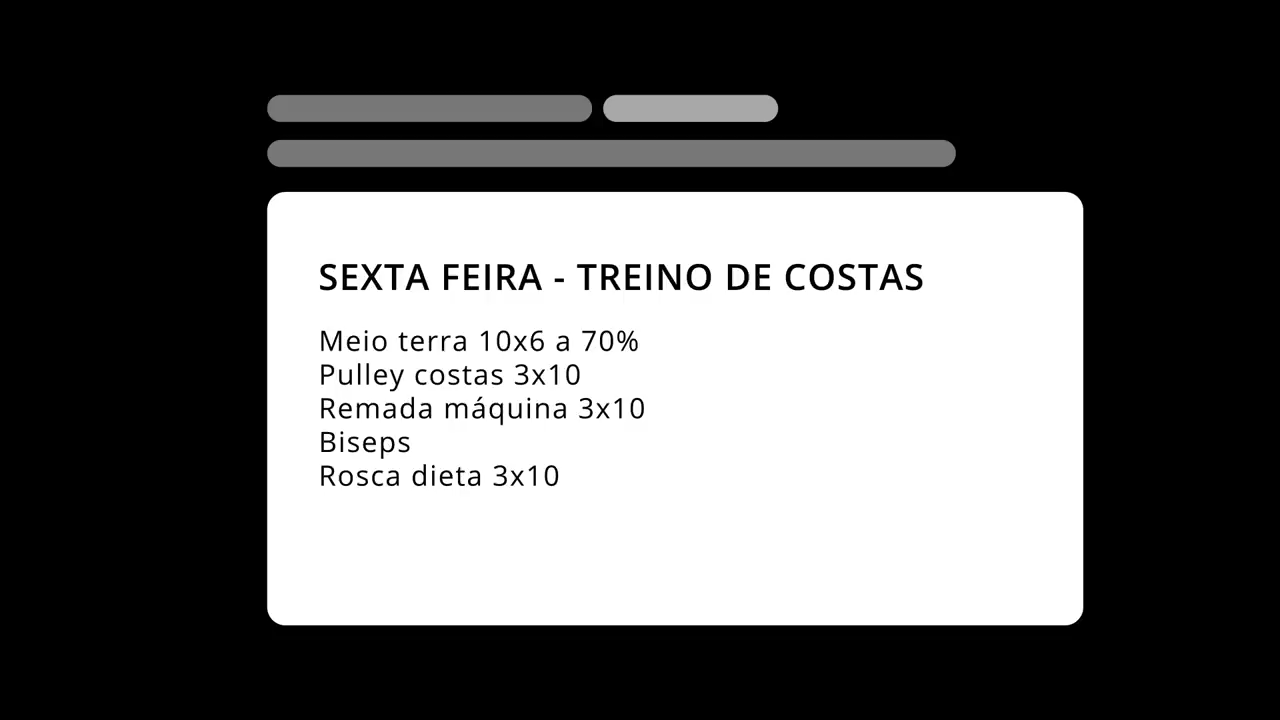 SEXTA FEIRA - TREINO DE COSTAS
Meio terra 10x6 a 70%
Pulley costas 3x10
Remada máquina 3x10
Biseps
Rosca dieta 3x10